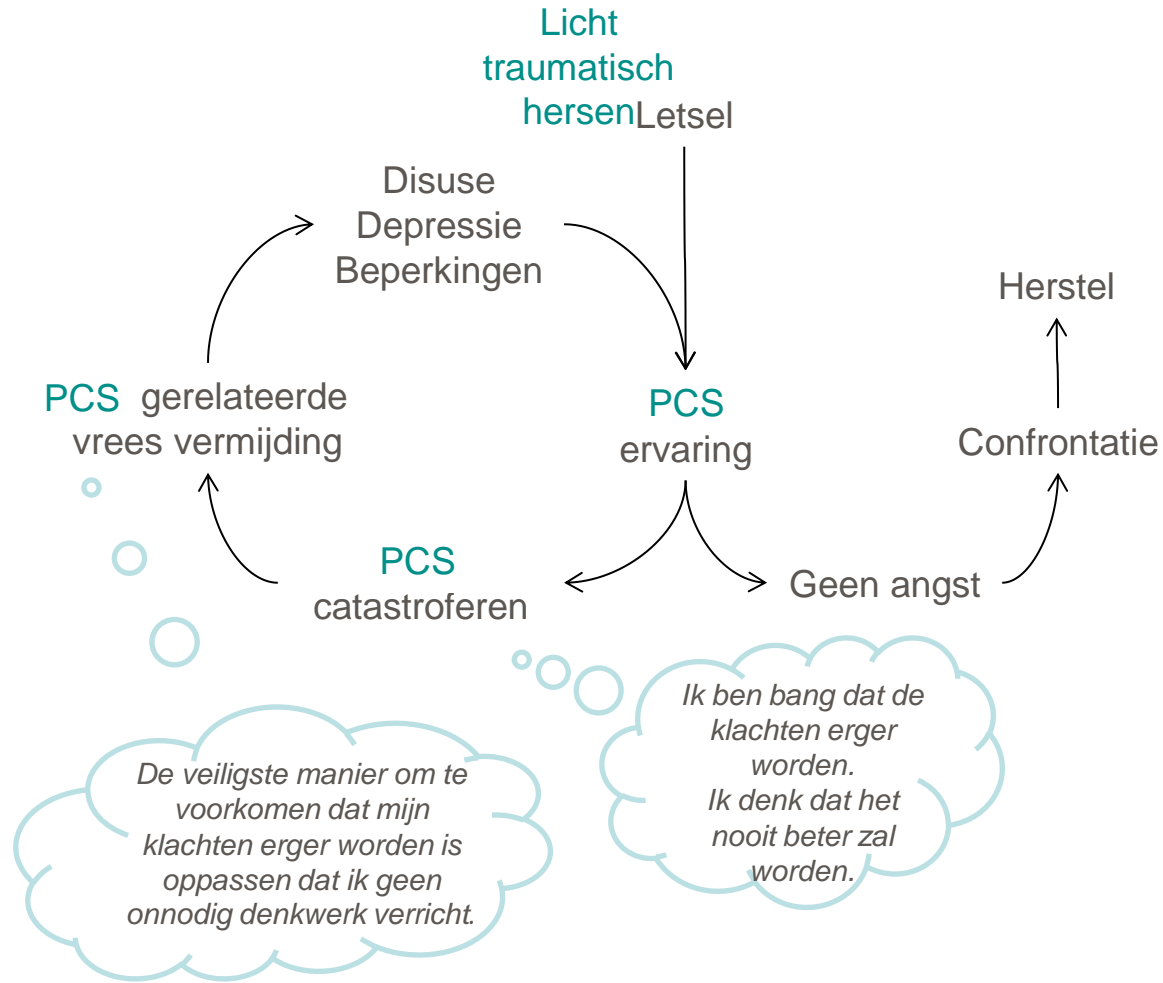 Licht
traumatisch
hersenLetsel
Disuse
Depressie
Beperkingen
Herstel
PCS gerelateerde
vrees vermijding
PCS
ervaring
Confrontatie
PCS
catastroferen
Geen angst
Ik ben bang dat de
klachten erger
worden.
Ik denk dat het
nooit beter zal
worden.
De veiligste manier om te
voorkomen dat mijn
klachten erger worden is
oppassen dat ik geen
onnodig denkwerk verricht.